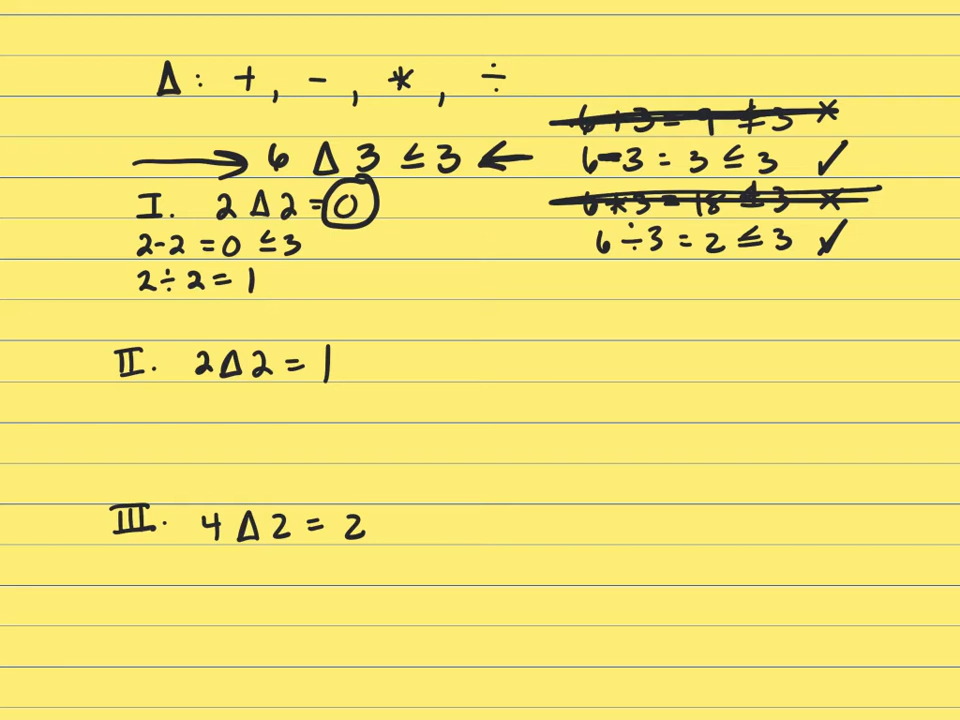 Δ: +, -, *, ÷
6+3 = 9 ≰ 3 ×
→ 6 Δ 3 ≤ 3 ←
6-3 = 3 ≤ 3 ✓
I. 2 Δ 2 = 0
6*3 = 18 ≰ 3 ×
2-2 = 0 ≤ 3
6 ÷ 3 = 2 ≤ 3 ✓
2 ÷ 2 = 1
II. 2 Δ 2 = 1
III. 4 Δ 2 = 2